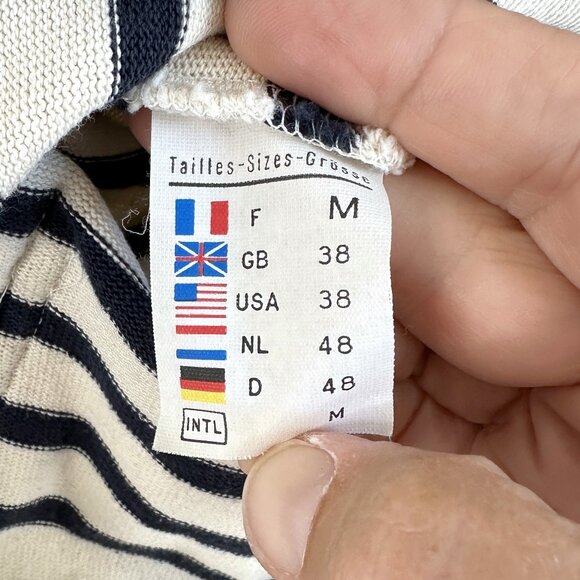 Tailles-Sizes-Grösse
F M
GB 38
USA 38
NL 48
D 48
INTL M